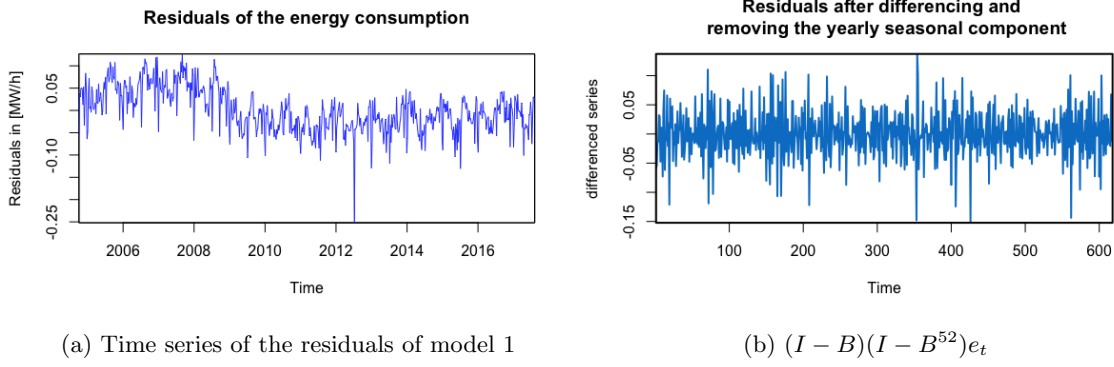 Residuals of the energy consumption
Residuals in [MW/h]
0.05
-0.10
-0.25
2006 2008 2010 2012 2014 2016
Time
(a) Time series of the residuals of model 1
Residuals after differencing and
removing the yearly seasonal component
differenced series
0.05
-0.05
-0.15
100 200 300 400 500 600
Time
(b) (I − B)(I − B⁵²)eₜ